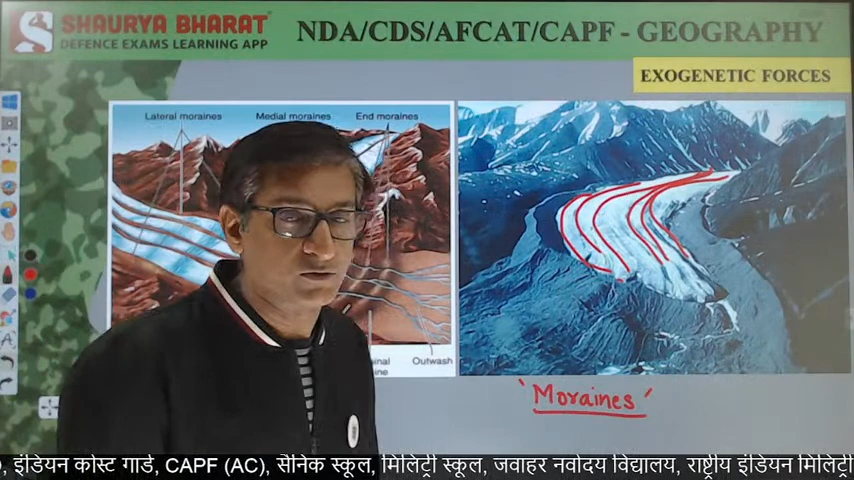 SHAURYA BHARAT
DEFENCE EXAMS LEARNING APP
NDA/CDS/AFCAT/CAPF - GEOGRAPHY
EXOGENETIC FORCES
Lateral moraines
Medial moraines
End moraines
Outwash
'Moraines'
इंडियन कोस्ट गार्ड, CAPF (AC), सैनिक स्कूल, मिलिट्री स्कूल, जवाहर नवोदय विद्यालय, राष्ट्रीय इंडियन मिलिट्री